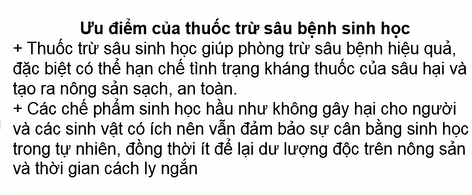 Ưu điểm của thuốc trừ sâu bệnh sinh học
+ Thuốc trừ sâu sinh học giúp phòng trừ sâu bệnh hiệu quả,
đặc biệt có thể hạn chế tình trạng kháng thuốc của sâu hại và
tạo ra nông sản sạch, an toàn.
+ Các chế phẩm sinh học hầu như không gây hại cho người
và các sinh vật có ích nên vẫn đảm bảo sự cân bằng sinh học
trong tự nhiên, đồng thời ít để lại dư lượng độc trên nông sản
và thời gian cách ly ngắn